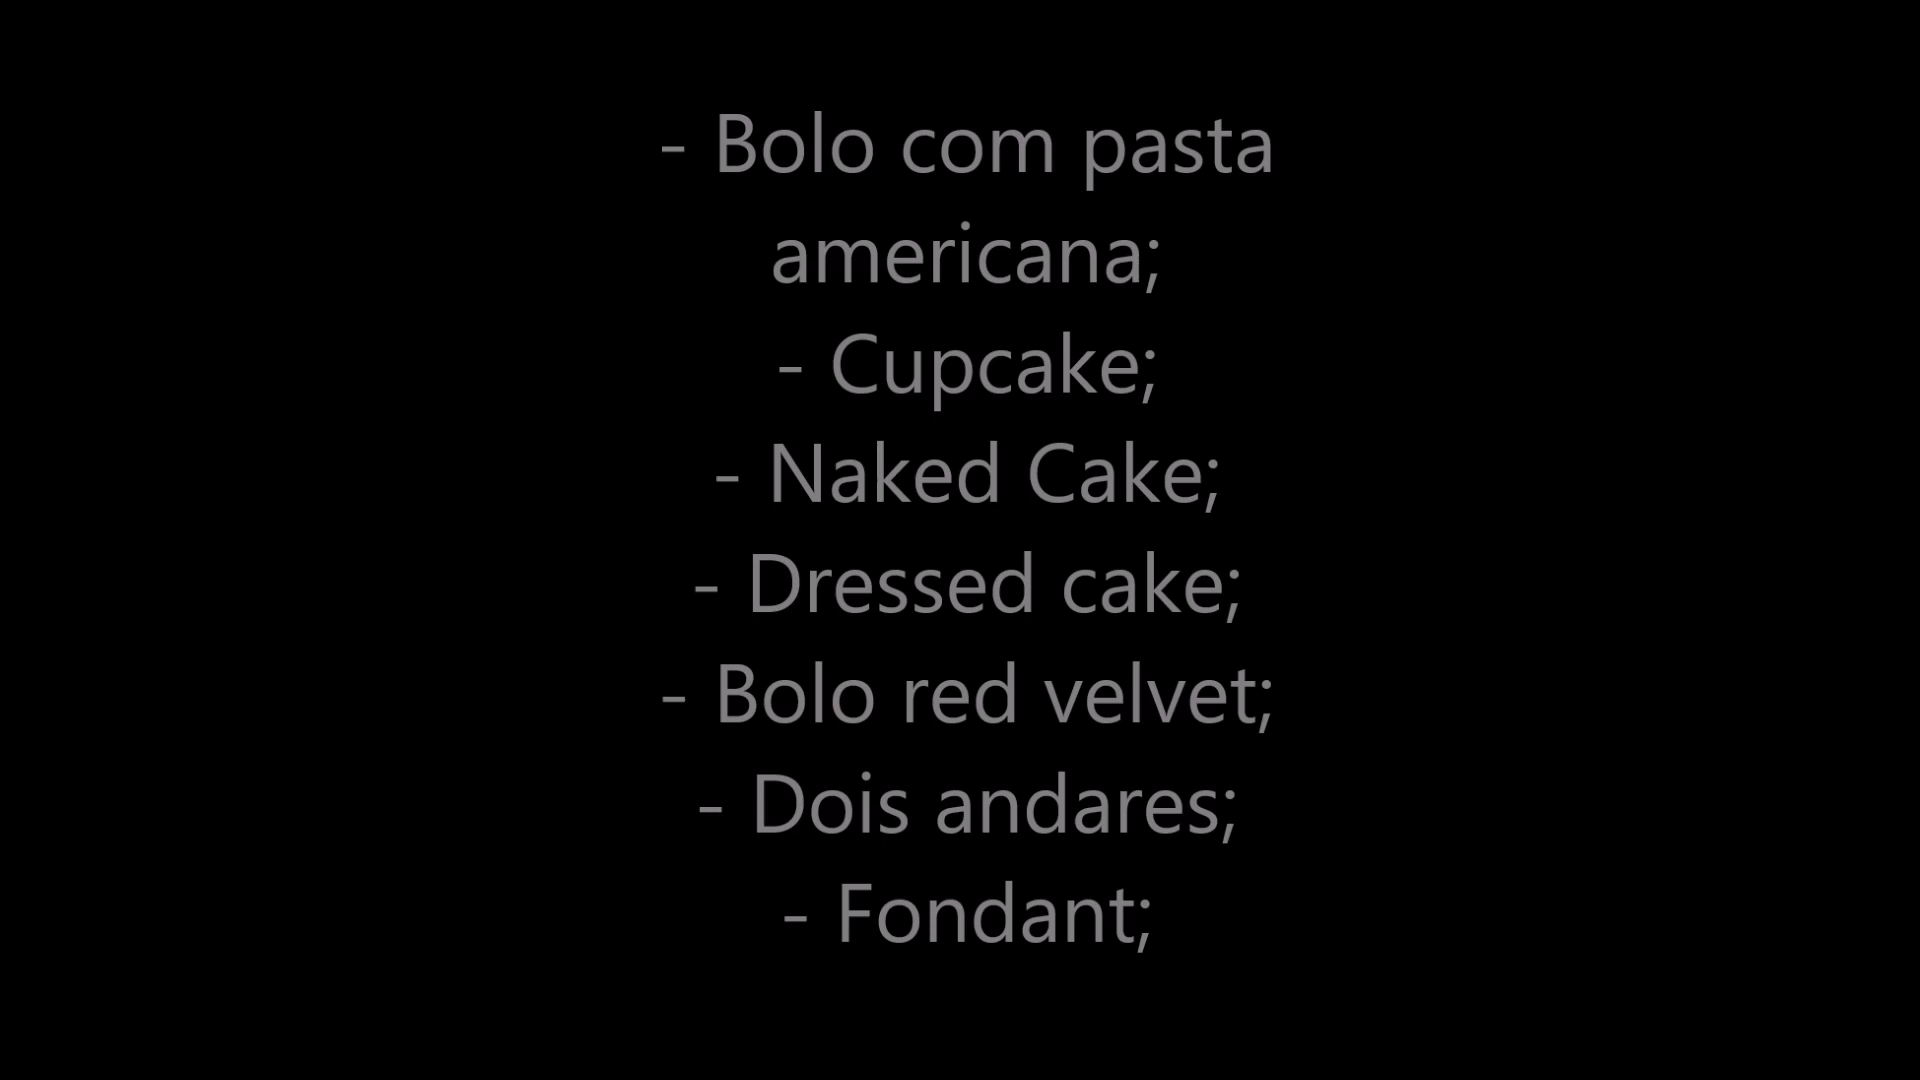 - Bolo com pasta
americana;
- Cupcake;
- Naked Cake;
- Dressed cake;
- Bolo red velvet;
- Dois andares;
- Fondant;